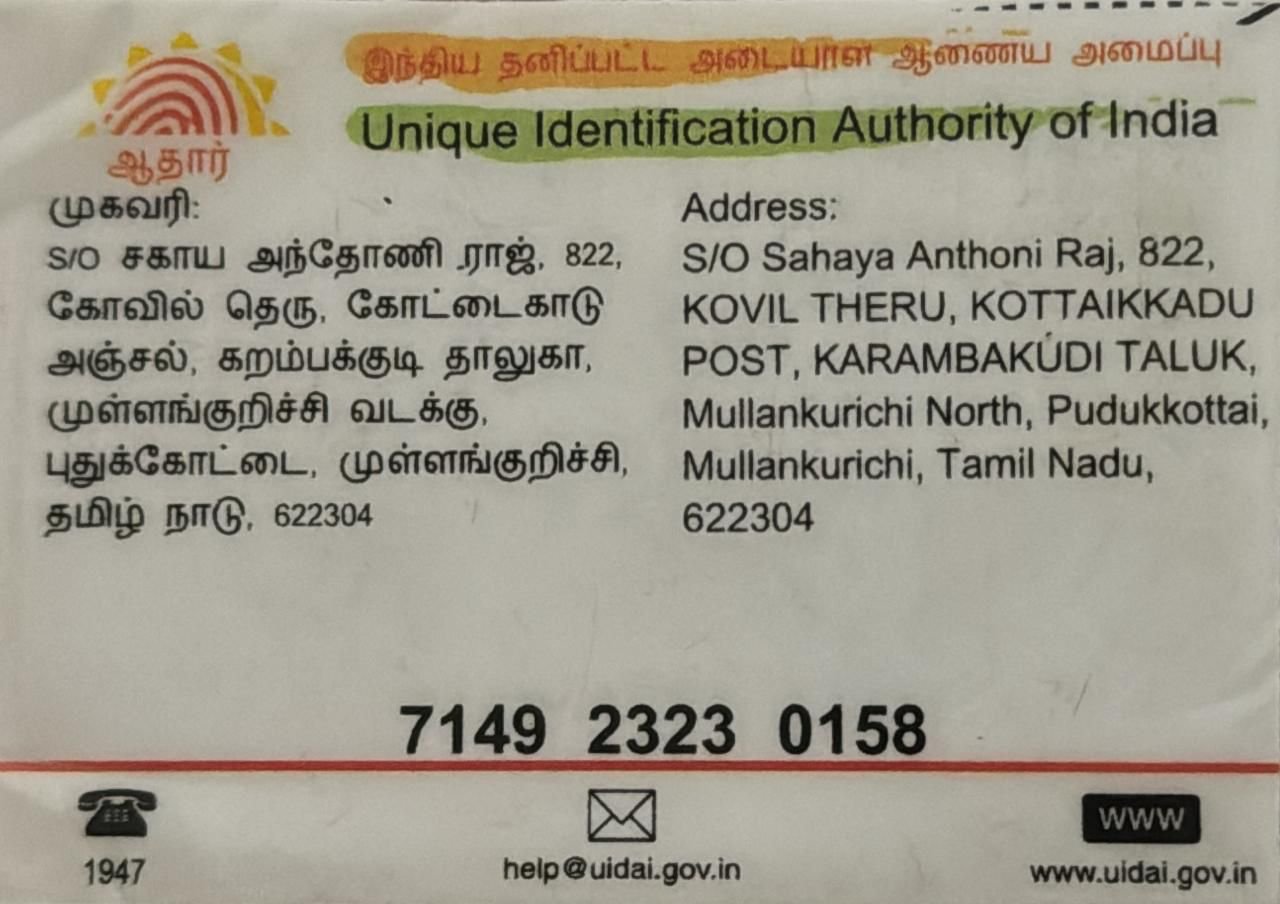 இந்திய தனிப்பட்ட அடையாள ஆணைய அமைப்பு
Unique Identification Authority of India
ஆதார்
முகவரி:
S/O சகாய அந்தோணி ராஜ், 822,
கோவில் தெரு, கோட்டைகாடு
அஞ்சல், கறம்பக்குடி தாலுகா,
முள்ளங்குறிச்சி வடக்கு,
புதுக்கோட்டை, முள்ளங்குறிச்சி,
தமிழ் நாடு, 622304
Address:
S/O Sahaya Anthoni Raj, 822,
KOVIL THERU, KOTTAIKKADU
POST, KARAMBAKUDI TALUK,
Mullankurichi North, Pudukkottai,
Mullankurichi, Tamil Nadu,
622304
7149 2323 0158
1947
help@uidai.gov.in
www
www.uidai.gov.in